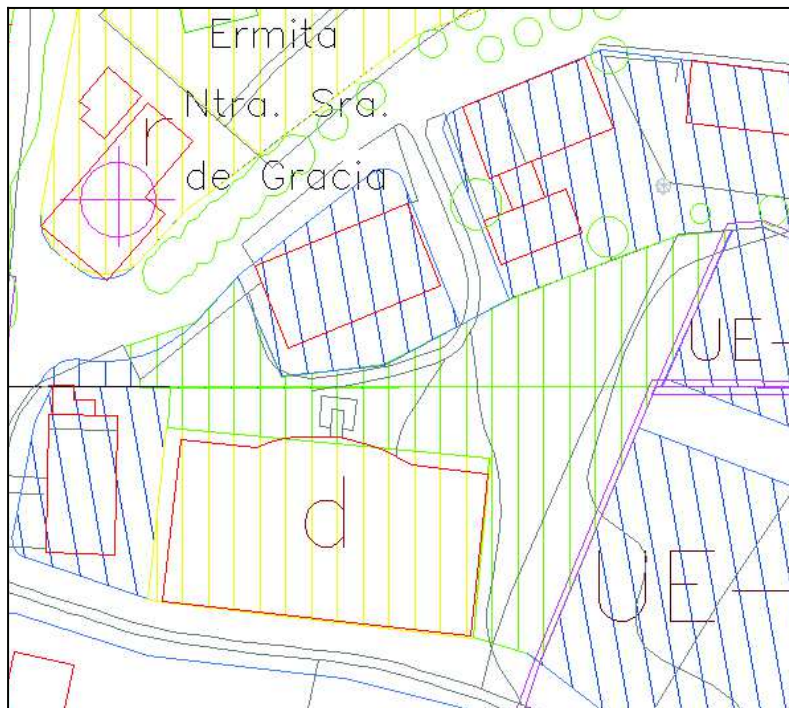 Ermita
r Ntra. Sra.
de Gracia
UE-
d
UE-